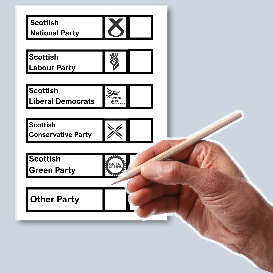 Scottish
National Party
Scottish
Labour Party
Scottish
Liberal Democrats
Scottish
Conservative Party
Scottish
Green Party
Other Party